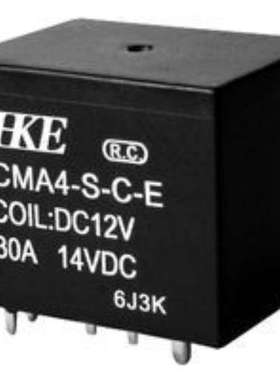 HKE R.C.
CMA4-S-C-E
COIL:DC12V
30A 14VDC
6J3K